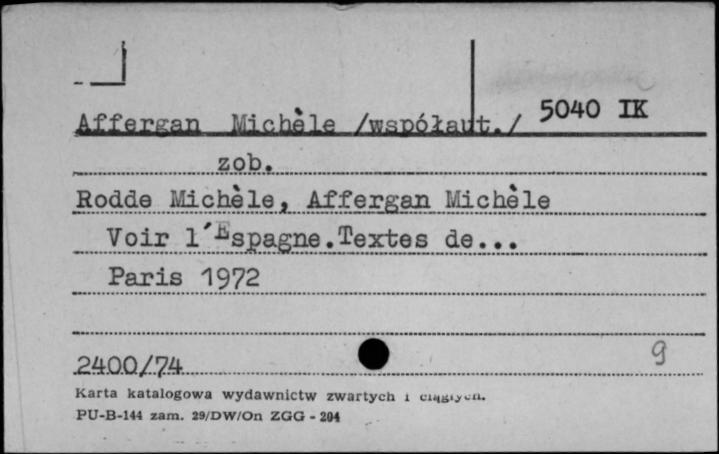 5040 IK
Affergan Michèle /współaut./
zob.
Rodde Michèle, Affergan Michèle
Voir l'Espagne.Textes de...
Paris 1972
2400/74
9
Karta katalogowa wydawnictw zwartych i ciągłych.
PU-B-144 zam. 29/DW/On ZGG - 204